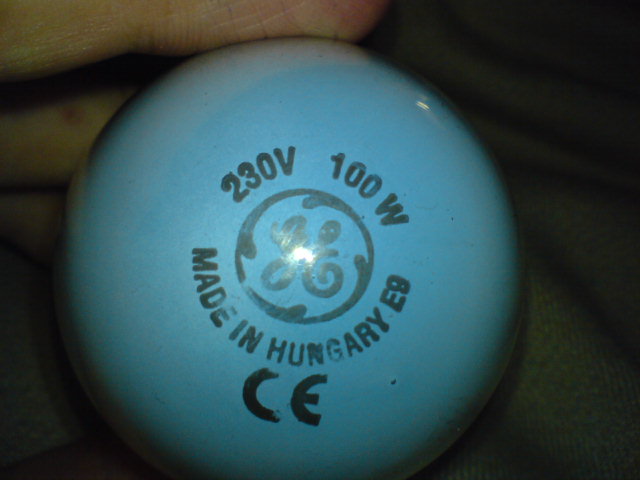 230V 100W
GE
MADE IN HUNGARY E9
CE